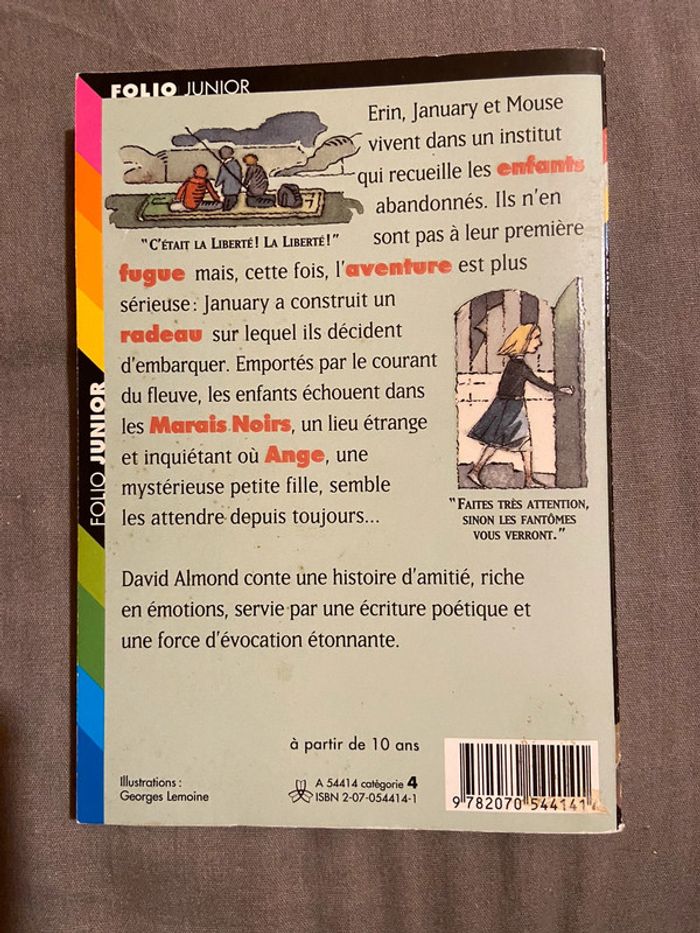 FOLIO JUNIOR
Erin, January et Mouse
vivent dans un institut
qui recueille les enfants
abandonnés. Ils n'en
sont pas à leur première
"C'ÉTAIT LA LIBERTÉ! LA LIBERTÉ!"
fugue mais, cette fois, l'aventure est plus
sérieuse : January a construit un
radeau sur lequel ils décident
d'embarquer. Emportés par le courant
du fleuve, les enfants échouent dans
les Marais Noirs, un lieu étrange
et inquiétant où Ange, une
mystérieuse petite fille, semble
les attendre depuis toujours...
"FAITES TRÈS ATTENTION,
SINON LES FANTÔMES
VOUS VERRONT."
David Almond conte une histoire d'amitié, riche
en émotions, servie par une écriture poétique et
une force d'évocation étonnante.
à partir de 10 ans
Illustrations :
Georges Lemoine
A 54414 catégorie 4
ISBN 2-07-054414-1
9 782070 544141
FOLIO JUNIOR